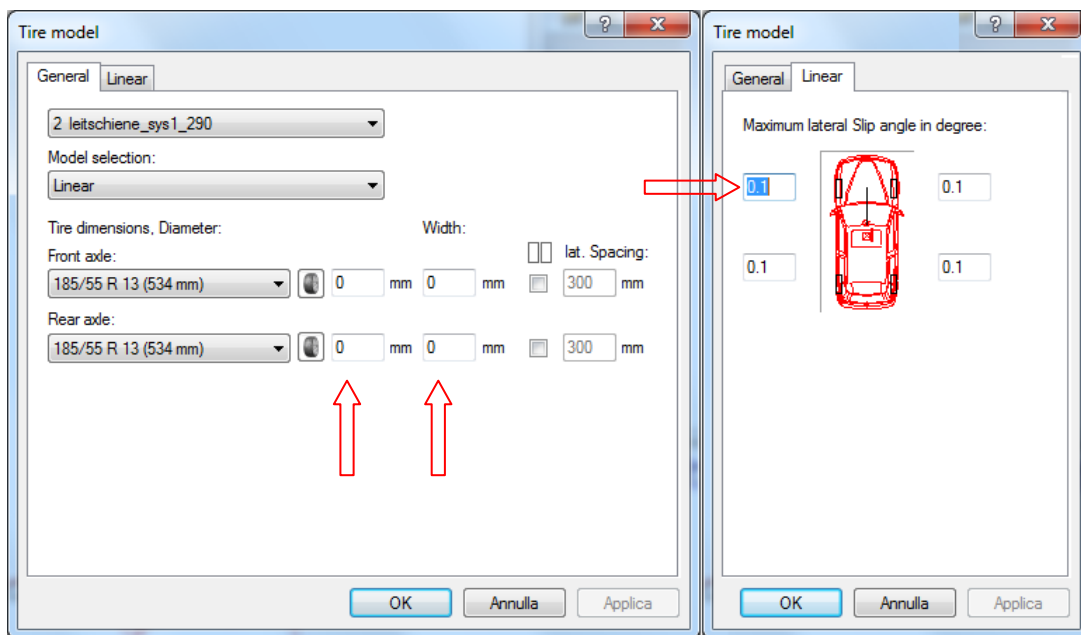 Tire model
General Linear
2 leitschiene_sys1_290
Model selection:
Linear
Tire dimensions, Diameter: Width:
Front axle: lat. Spacing:
185/55 R 13 (534 mm) 0 mm 0 mm 300 mm
Rear axle:
185/55 R 13 (534 mm) 0 mm 0 mm 300 mm
OK Annulla Applica
Tire model
General Linear
Maximum lateral Slip angle in degree:
0.1 0.1
0.1 0.1
OK Annulla Applica